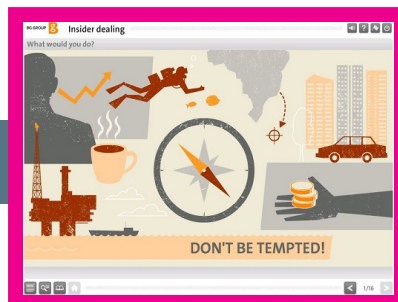 BG GROUP
Insider dealing
What would you do?
DON'T BE TEMPTED!
1/16